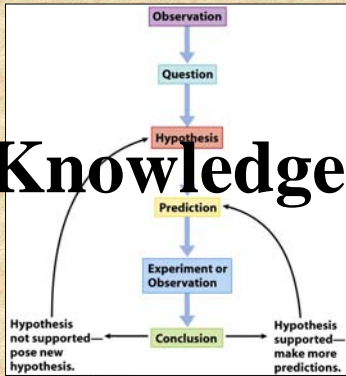 Observation
Question
Hypothesis
Knowledge
Prediction
Experiment or
Observation
Conclusion
Hypothesis
not supported—
pose new
hypothesis.
Hypothesis
supported—
make more
predictions.